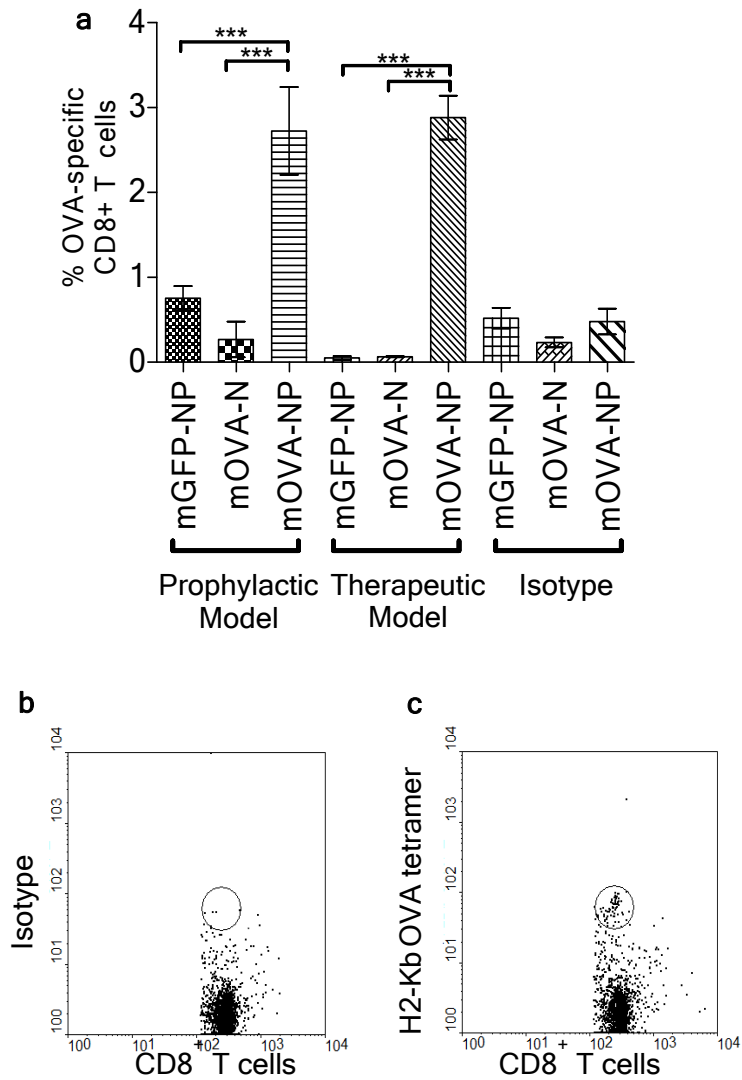 a
*** 
***
***
***
4
3
2
1
0
% OVA-specific
CD8+ T cells
mGFP-NP
mOVA-N
mOVA-NP
mGFP-NP
mOVA-N
mOVA-NP
mGFP-NP
mOVA-N
mOVA-NP
Prophylactic
Model
Therapeutic
Model
Isotype
b
104
103
102
101
100
Isotype
100 101 102 103 104
CD8+ T cells
c
104
103
102
101
100
H2-Kb OVA tetramer
100 101 102 103 104
CD8+ T cells